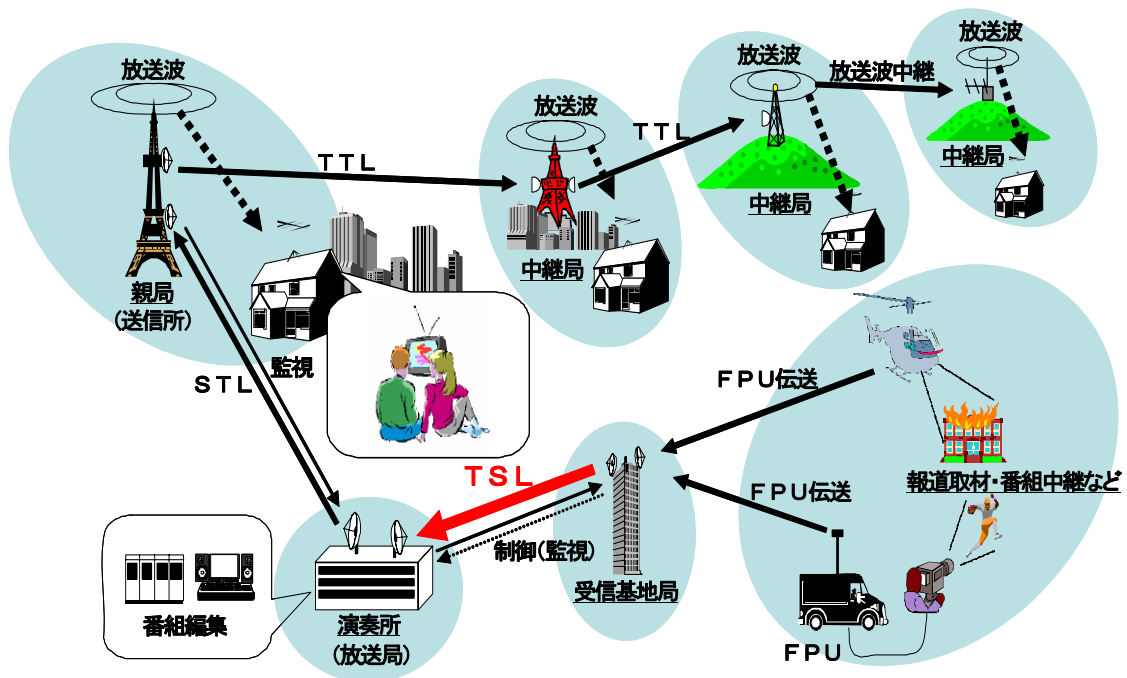 放送波
放送波
放送波
放送波
放送波中継
ＴＴＬ
ＴＴＬ
中継局
中継局
中継局
親局
（送信所）
監視
ＳＴＬ
ＦＰＵ伝送
ＴＳＬ
ＦＰＵ伝送
報道取材・番組中継など
制御（監視）
受信基地局
番組編集
演奏所
（放送局）
ＦＰＵ